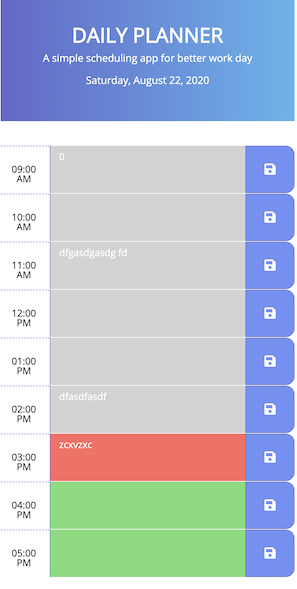 DAILY PLANNER
A simple scheduling app for better work day
Saturday, August 22, 2020
09:00
AM
0
10:00
AM
11:00
AM
dfgasdgasdg fd
12:00
PM
01:00
PM
02:00
PM
dfasdfasdf
03:00
PM
zcxvzxc
04:00
PM
05:00
PM